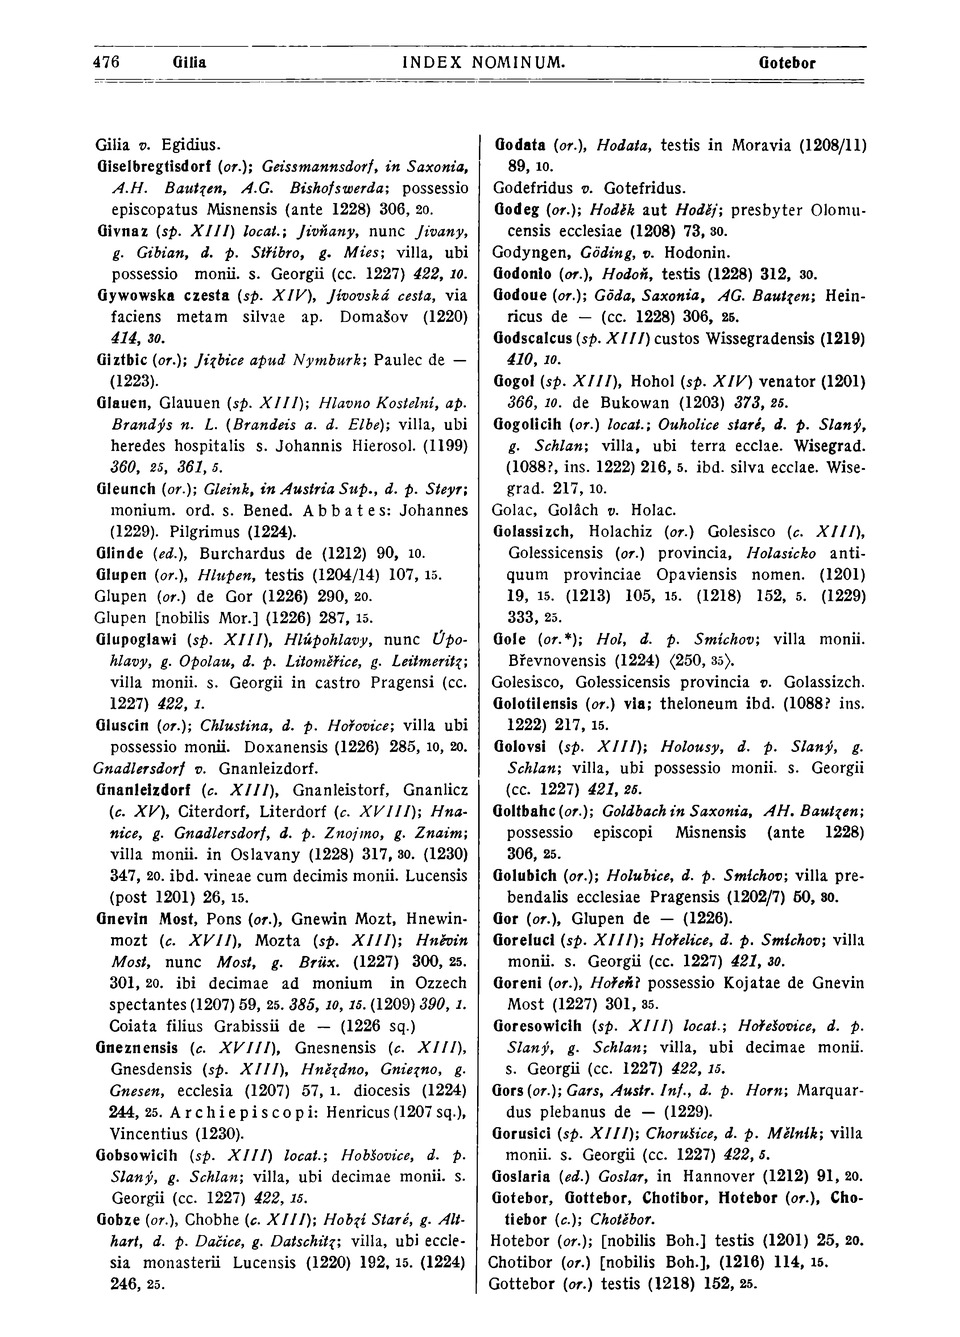 476 Gilia INDEX NOMINUM. Gotebor
Gilia v. Egidius.
Giselbregtisdorf (or.); Geissmannsdorf, in Saxonia,
A.H. Bautzen, A.G. Bishofswerda; possessio
episcopatus Misnensis (ante 1228) 306, 20.
Givnaz (sp. XIII) locat.; Jivňany, nunc Jivany,
g. Gibian, d. p. Stříbro, g. Mies; villa, ubi
possessio monii. s. Georgii (cc. 1227) 422, 10.
Gywowska czesta (sp. XIV), Jívovská cesta, via
faciens metam silvae ap. Domašov (1220)
414, 30.
Giztbic (or.); Jizbice apud Nymburk; Paulec de —
(1223).
Glauen, Glauuen (sp. XIII); Hlavno Kostelní, ap.
Brandýs n. L. (Brandeis a. d. Elbe); villa, ubi
heredes hospitalis s. Johannis Hierosol. (1199)
360, 25, 361, 5.
Gleunch (or.); Gleink, in Austria Sup., d. p. Steyr;
monium. ord. s. Bened. Abbates: Johannes
(1229). Pilgrimus (1224).
Glinde (ed.), Burchardus de (1212) 90, 10.
Glupen (or.), Hlupen, testis (1204/14) 107, 15.
Glupen (or.) de Gor (1226) 290, 20.
Glupen [nobilis Mor.] (1226) 287, 15.
Glupoglawi (sp. XIII), Hlúpohlavy, nunc Úpo-
hlavy, g. Opolau, d. p. Litoměřice, g. Leitmeritz;
villa monii. s. Georgii in castro Pragensi (cc.
1227) 422, 1.
Gluscin (or.); Chlustina, d. p. Hořovice; villa ubi
possessio monii. Doxanensis (1226) 285, 10, 20.
Gnadlersdorf v. Gnanleizdorf.
Gnanleizdorf (c. XIII), Gnanleistorf, Gnanlicz
(c. XV), Citerdorf, Literdorf (c. XVIII); Hna-
nice, g. Gnadlersdorf, d. p. Znojmo, g. Znaim;
villa monii. in Oslavany (1228) 317, 30. (1230)
347, 20. ibd. vineae cum decimis monii. Lucensis
(post 1201) 26, 15.
Gnevin Most, Pons (or.), Gnewin Mozt, Hnewin-
mozt (c. XVII), Mozta (sp. XIII); Hněvín
Most, nunc Most, g. Brüx. (1227) 300, 25.
301, 20. ibi decimae ad monium in Ozzech
spectantes (1207) 59, 25. 385, 10, 15. (1209) 390, 1.
Coiata filius Grabissii de — (1226 sq.)
Gneznensis (c. XVIII), Gnesnensis (c. XIII),
Gnesdensis (sp. XIII), Hnězdno, Gniezno, g.
Gnesen, ecclesia (1207) 57, 1. diocesis (1224)
244, 25. Archiepiscopi: Henricus (1207 sq.),
Vincentius (1230).
Gobsowicih (sp. XIII) locat.; Hobšovice, d. p.
Slaný, g. Schlan; villa, ubi decimae monii. s.
Georgii (cc. 1227) 422, 15.
Gobze (or.), Chobhe (c. XIII); Hobzí Staré, g. Alt-
hart, d. p. Dačice, g. Datschitz; villa, ubi eccle-
sia monasterii Lucensis (1220) 192, 15. (1224)
246, 25.
Godata (or.), Hodata, testis in Moravia (1208/11)
89, 10.
Godefridus v. Gotefridus.
Godeg (or.); Hoděk aut Hoděj; presbyter Olomu-
censis ecclesiae (1208) 73, 30.
Godyngen, Göding, v. Hodonin.
Godonio (or.), Hodoň, testis (1228) 312, 30.
Godoue (or.); Göda, Saxonia, AG. Bautzen; Hein-
ricus de — (cc. 1228) 306, 25.
Godscalcus (sp. XIII) custos Wissegradensis (1219)
410, 10.
Gogol (sp. XIII), Hohol (sp. XIV) venator (1201)
366, 10. de Bukowan (1203) 373, 25.
Gogolicih (or.) locat.; Ouholice staré, d. p. Slaný,
g. Schlan; villa, ubi terra ecclae. Wisegrad.
(1088?, ins. 1222) 216, 5. ibd. silva ecclae. Wise-
grad. 217, 10.
Golac, Golâch v. Holac.
Golassizch, Holachiz (or.) Golesisco (c. XIII),
Golessicensis (or.) provincia, Holasicko anti-
quum provinciae Opaviensis nomen. (1201)
19, 15. (1213) 105, 15. (1218) 152, 5. (1229)
333, 25.
Gole (or.*); Hol, d. p. Smíchov; villa monii.
Břevnovensis (1224) ⟨250, 35⟩.
Golesisco, Golessicensis provincia v. Golassizch.
Golotilensis (or.) via; theloneum ibd. (1088? ins.
1222) 217, 15.
Golovsi (sp. XIII); Holousy, d. p. Slaný, g.
Schlan; villa, ubi possessio monii. s. Georgii
(cc. 1227) 421, 25.
Goltbahc (or.); Goldbach in Saxonia, AH. Bautzen;
possessio episcopi Misnensis (ante 1228)
306, 25.
Golubich (or.); Holubice, d. p. Smíchov; villa pre-
bendalis ecclesiae Pragensis (1202/7) 50, 30.
Gor (or.), Glupen de — (1226).
Goreluci (sp. XIII); Hořelice, d. p. Smíchov; villa
monii. s. Georgii (cc. 1227) 421, 30.
Goreni (or.), Hořeň? possessio Kojatae de Gnevin
Most (1227) 301, 35.
Goresowicih (sp. XIII) locat.; Hořešovice, d. p.
Slaný, g. Schlan; villa, ubi decimae monii.
s. Georgii (cc. 1227) 422, 15.
Gors (or.); Gars, Austr. Inf., d. p. Horn; Marquar-
dus plebanus de — (1229).
Gorusici (sp. XIII); Chorušice, d. p. Mělník; villa
monii. s. Georgii (cc. 1227) 422, 5.
Goslaria (ed.) Goslar, in Hannover (1212) 91, 20.
Gotebor, Gottebor, Chotibor, Hotebor (or.), Cho-
tiebor (c.); Chotěbor.
Hotebor (or.); [nobilis Boh.] testis (1201) 25, 20.
Chotibor (or.) [nobilis Boh.], (1216) 114, 15.
Gottebor (or.) testis (1218) 152, 25.